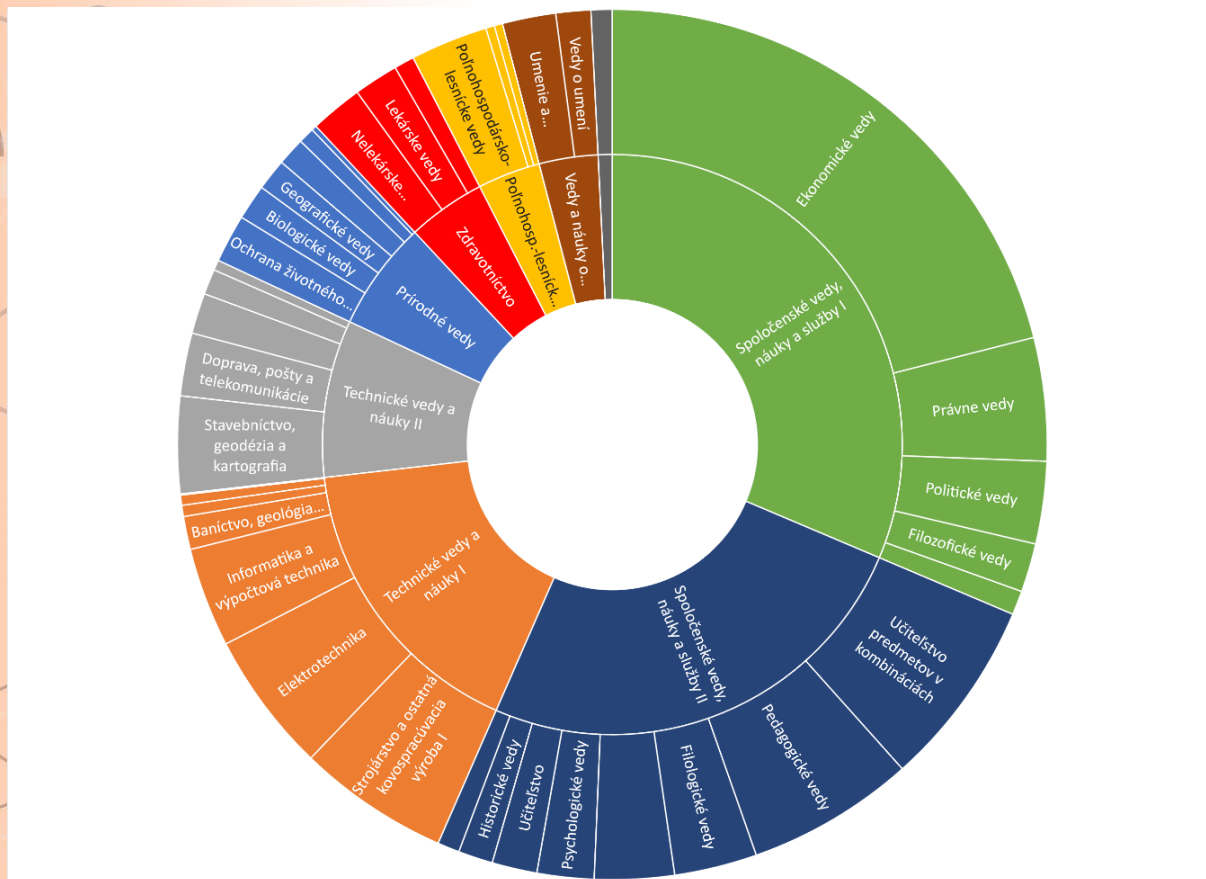 Ekonomické vedy
Právne vedy
Politické vedy
Filozofické vedy
Spoločenské vedy,
náuky a služby I
Učiteľstvo
predmetov v
kombináciách
Pedagogické vedy
Filologické vedy
Psychologické vedy
Učiteľstvo
Historické vedy
Spoločenské vedy,
náuky a služby II
Strojárstvo a ostatná
kovospracúvacia
výroba I
Elektrotechnika
Informatika a
výpočtová technika
Baníctvo, geológia...
Technické vedy a
náuky I
Stavebníctvo,
geodézia a
kartografia
Doprava, pošty a
telekomunikácie
Technické vedy a
náuky II
Ochrana životného...
Biologické vedy
Geografické vedy
Prírodné vedy
Nelekárske...
Lekárske vedy
Zdravotníctvo
Poľnohospodársko-
lesnícke vedy
Poľnohosp.-lesníck...
Umenie a...
Vedy o umení
Vedy a náuky o...